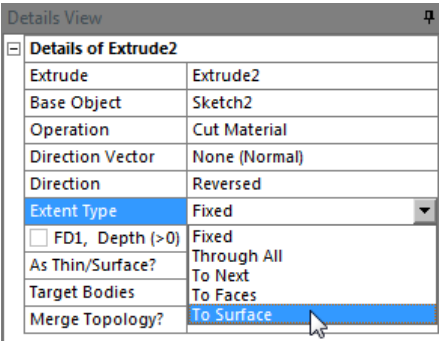 Details View
Details of Extrude2
Extrude Extrude2
Base Object Sketch2
Operation Cut Material
Direction Vector None (Normal)
Direction Reversed
Extent Type Fixed
FD1, Depth (>0) Fixed
Through All
As Thin/Surface? To Next
Target Bodies To Faces
Merge Topology? To Surface